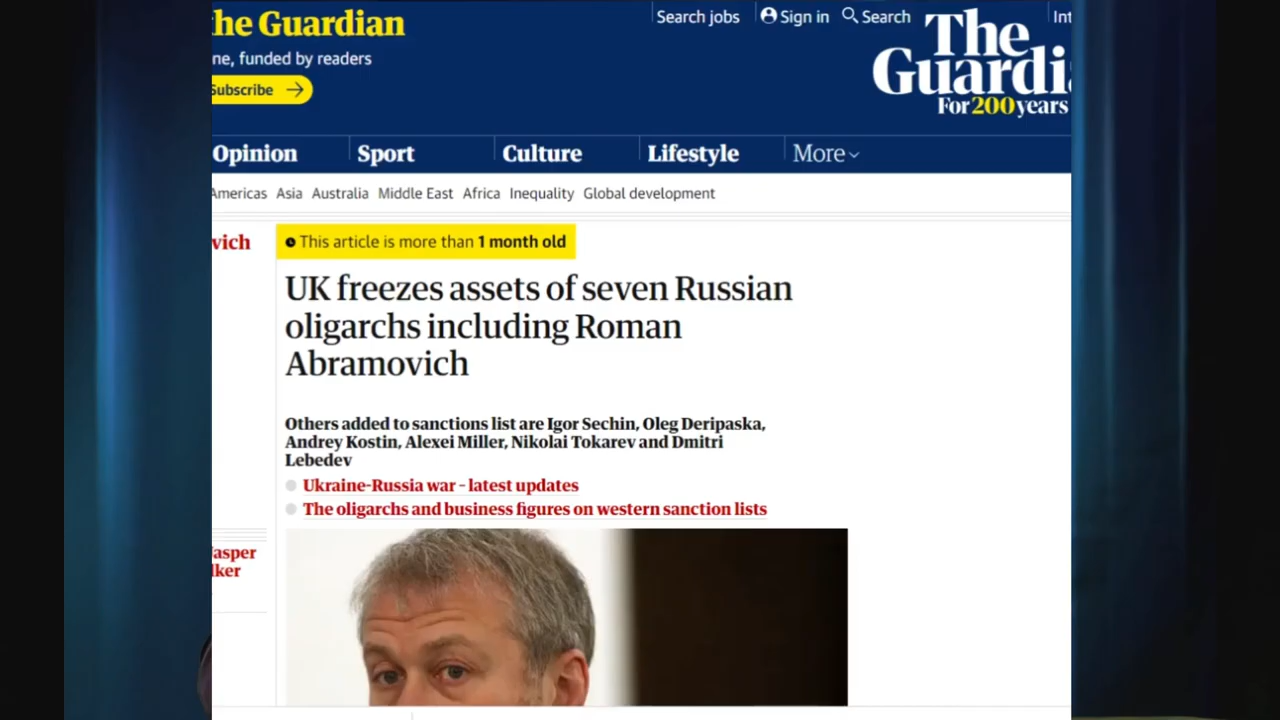 the Guardian
ne, funded by readers
Subscribe
Search jobs
Sign in
Search
Int
The
Guardi
For 200 years
Opinion
Sport
Culture
Lifestyle
More
Americas Asia Australia Middle East Africa Inequality Global development
vich
This article is more than 1 month old
UK freezes assets of seven Russian
oligarchs including Roman
Abramovich
Others added to sanctions list are Igor Sechin, Oleg Deripaska,
Andrey Kostin, Alexei Miller, Nikolai Tokarev and Dmitri
Lebedev
Ukraine-Russia war – latest updates
The oligarchs and business figures on western sanction lists
Jasper
lker